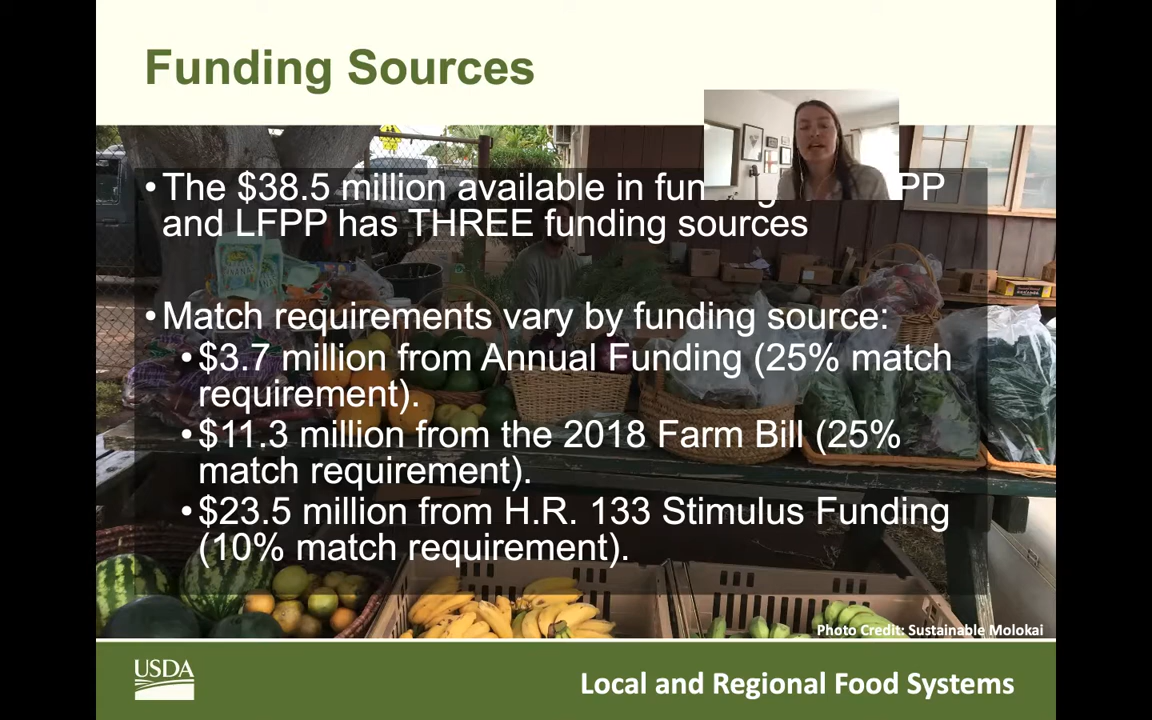 Funding Sources
• The $38.5 million available in fun PP
and LFPP has THREE funding sources
• Match requirements vary by funding source:
• $3.7 million from Annual Funding (25% match
requirement).
• $11.3 million from the 2018 Farm Bill (25%
match requirement).
• $23.5 million from H.R. 133 Stimulus Funding
(10% match requirement).
Photo Credit: Sustainable Molokai
USDA
Local and Regional Food Systems